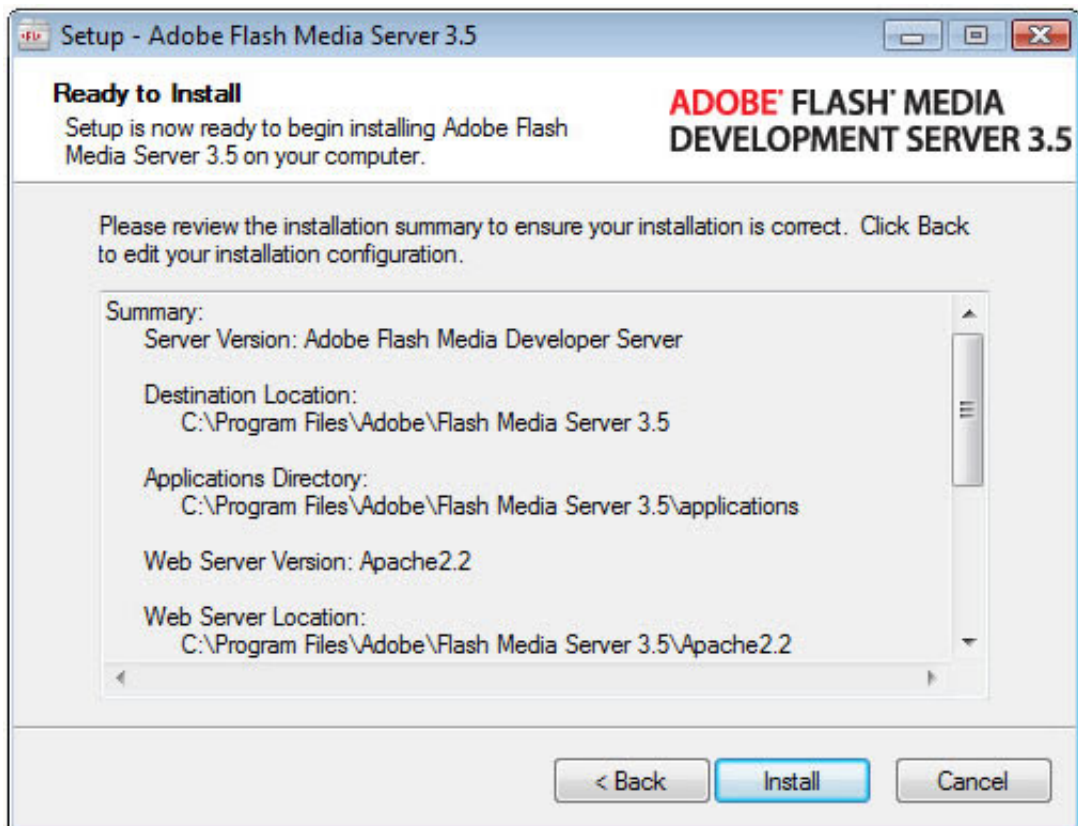 Setup - Adobe Flash Media Server 3.5
Ready to Install
Setup is now ready to begin installing Adobe Flash
Media Server 3.5 on your computer.
ADOBE® FLASH® MEDIA
DEVELOPMENT SERVER 3.5
Please review the installation summary to ensure your installation is correct.  Click Back
to edit your installation configuration.
Summary:
Server Version: Adobe Flash Media Developer Server
Destination Location:
C:\Program Files\Adobe\Flash Media Server 3.5
Applications Directory:
C:\Program Files\Adobe\Flash Media Server 3.5\applications
Web Server Version: Apache2.2
Web Server Location:
C:\Program Files\Adobe\Flash Media Server 3.5\Apache2.2
< Back
Install
Cancel